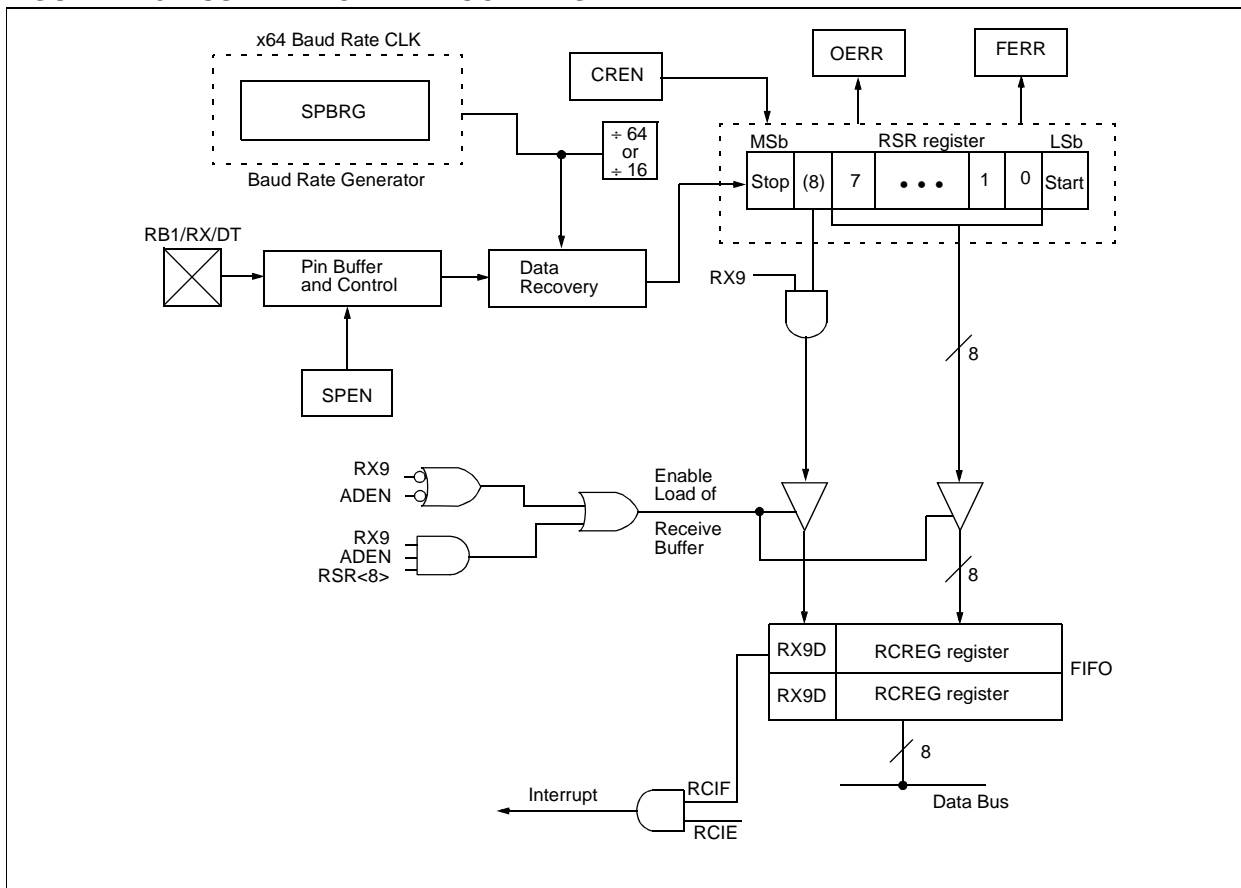 x64 Baud Rate CLK
SPBRG
Baud Rate Generator
CREN
OERR
FERR
÷ 64
or
÷ 16
MSb
RSR register
LSb
Stop
(8)
7
• • •
1
0
Start
RB1/RX/DT
Pin Buffer
and Control
Data
Recovery
SPEN
RX9
8
RX9
ADEN
Enable
Load of
Receive
Buffer
RX9
ADEN
RSR<8>
8
RX9D
RCREG register
RX9D
RCREG register
FIFO
8
Data Bus
Interrupt
RCIF
RCIE